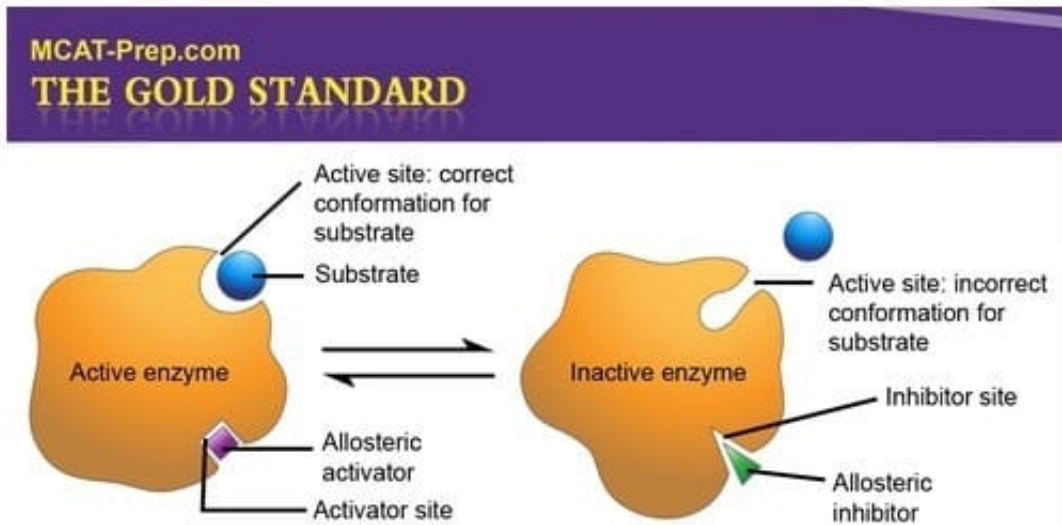 MCAT-Prep.com
THE GOLD STANDARD
Active site: correct
conformation for
substrate
Substrate
Active enzyme
Allosteric
activator
Activator site
Active site: incorrect
conformation for
substrate
Inactive enzyme
Inhibitor site
Allosteric
inhibitor